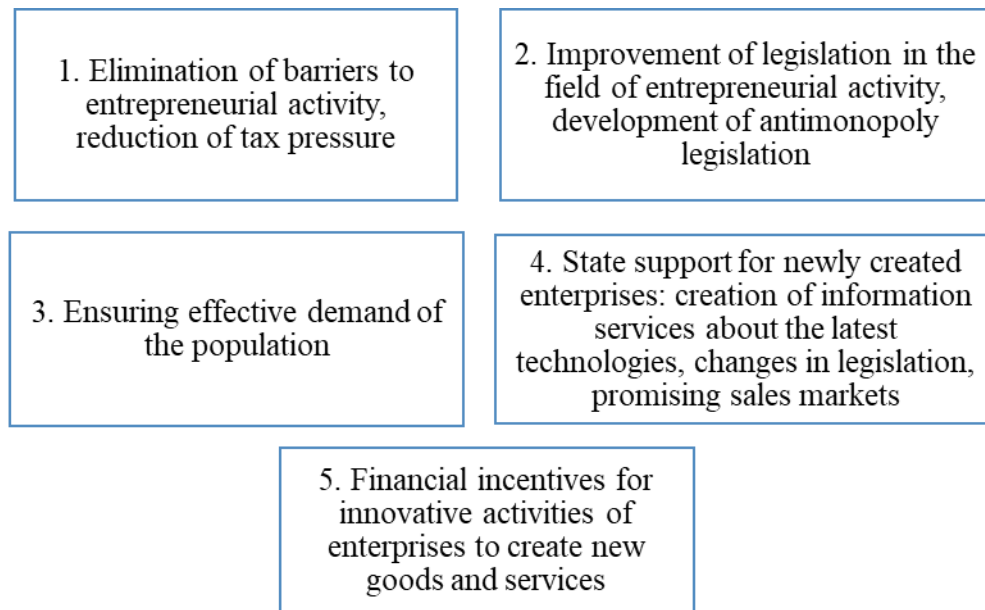 1. Elimination of barriers to
entrepreneurial activity,
reduction of tax pressure
2. Improvement of legislation in the
field of entrepreneurial activity,
development of antimonopoly
legislation
3. Ensuring effective demand of
the population
4. State support for newly created
enterprises: creation of information
services about the latest
technologies, changes in legislation,
promising sales markets
5. Financial incentives for
innovative activities of
enterprises to create new
goods and services